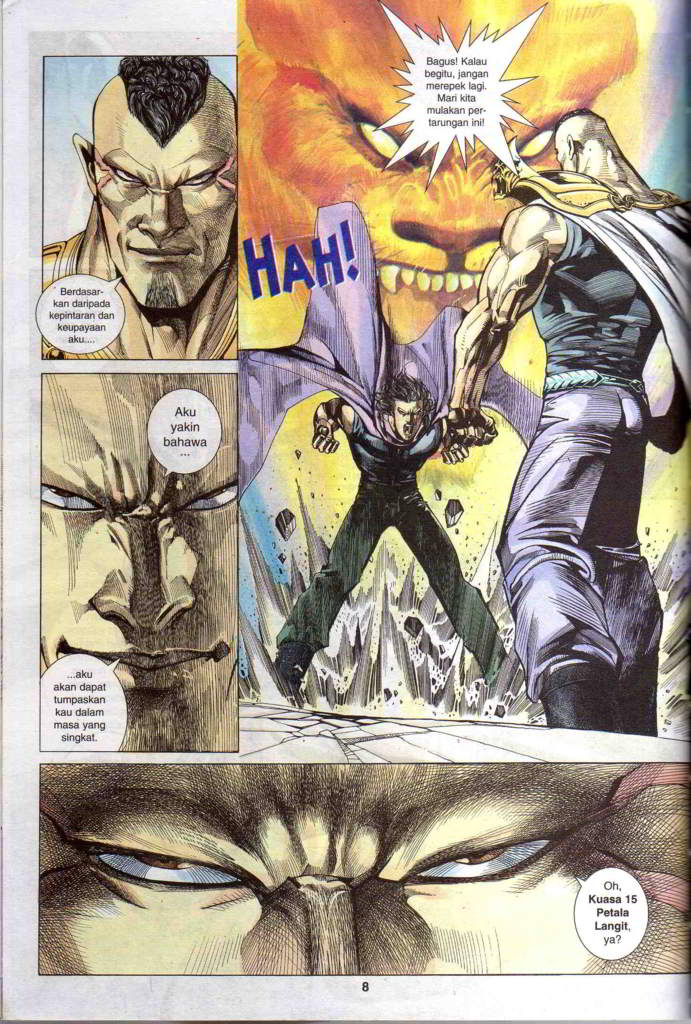 Berdasar-
kan daripada
kepintaran dan
keupayaan
aku....
Aku
yakin
bahawa
...
...aku
akan dapat
tumpaskan
kau dalam
masa yang
singkat.
Bagus! Kalau
begitu, jangan
merepek lagi.
Mari kita
mulakan per-
tarungan ini!
HAH!
Oh,
Kuasa 15
Petala
Langit,
ya?
8